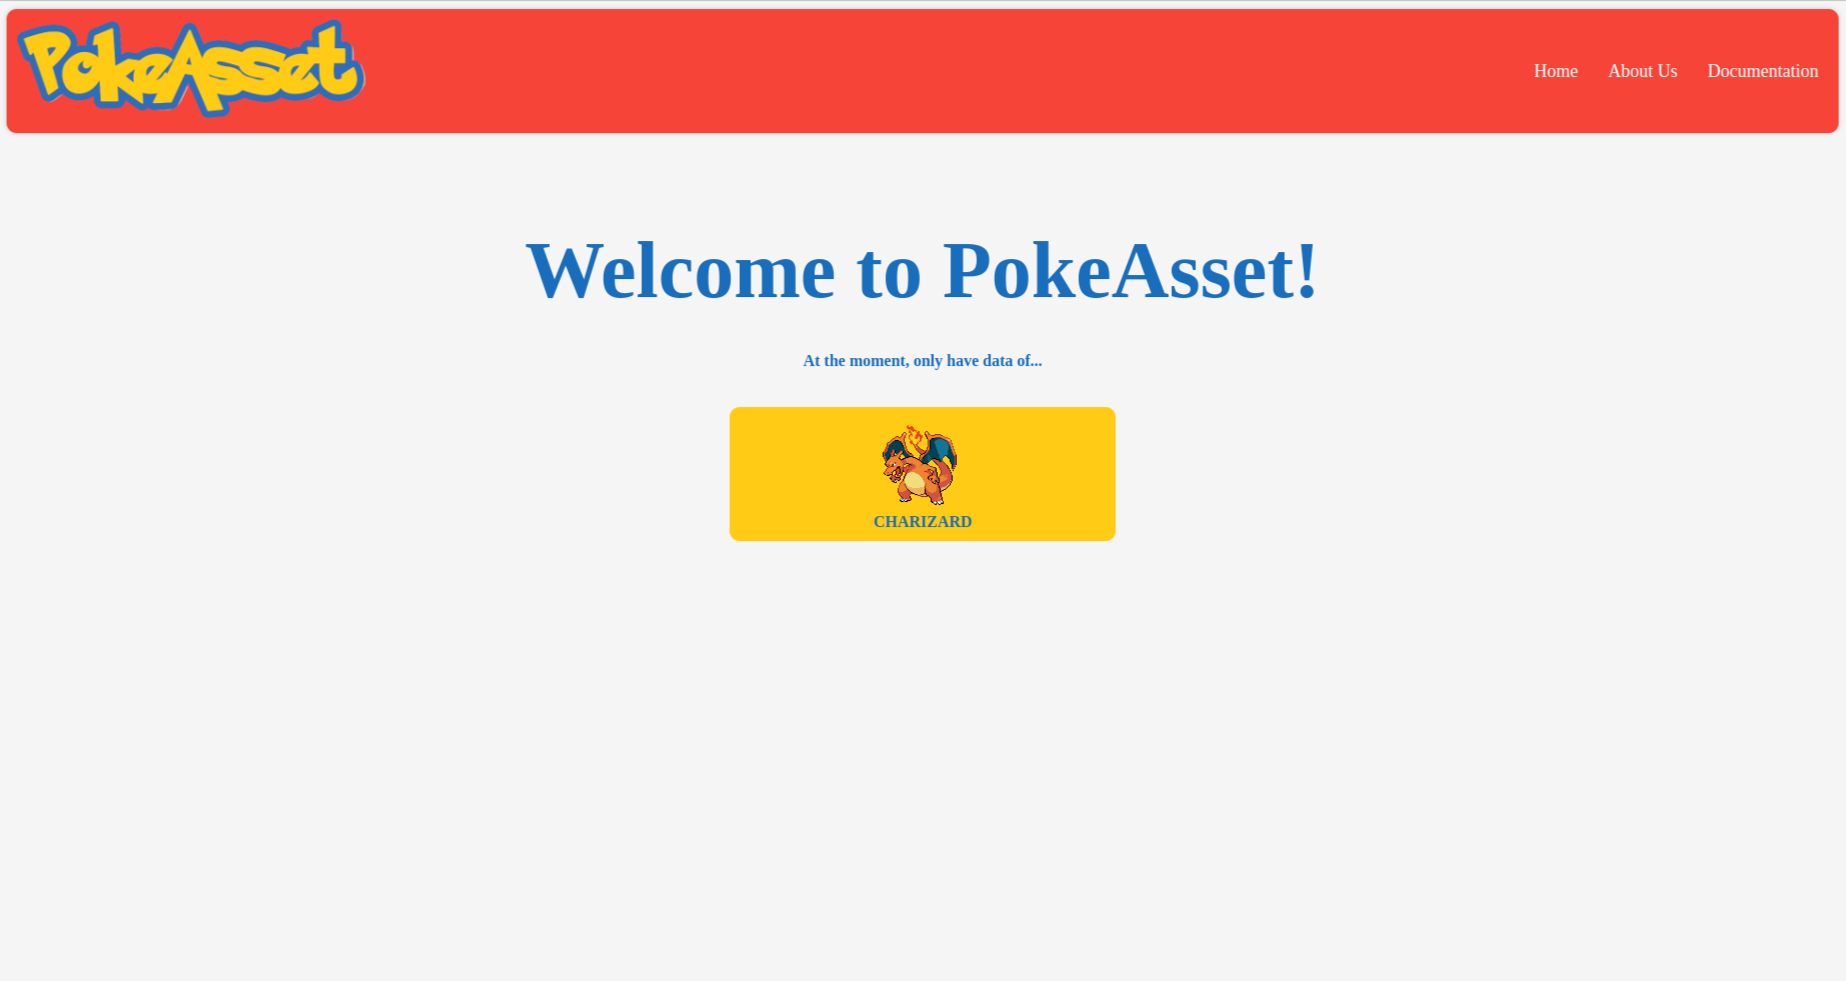 PokeAsset
Home About Us Documentation
Welcome to PokeAsset!
At the moment, only have data of...
CHARIZARD